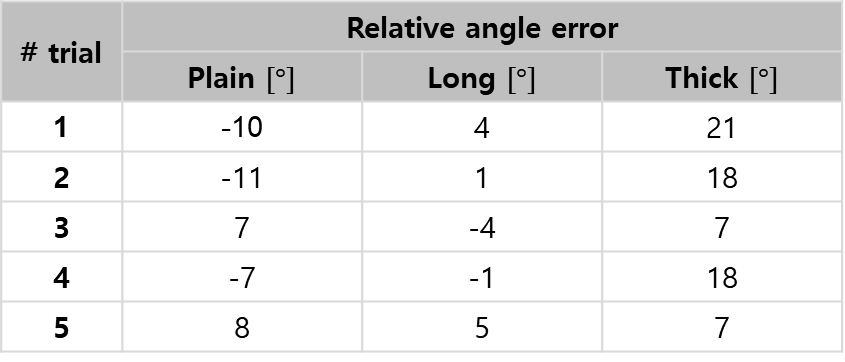 # trial Relative angle error
Plain [°] Long [°] Thick [°]
1 -10 4 21
2 -11 1 18
3 7 -4 7
4 -7 -1 18
5 8 5 7